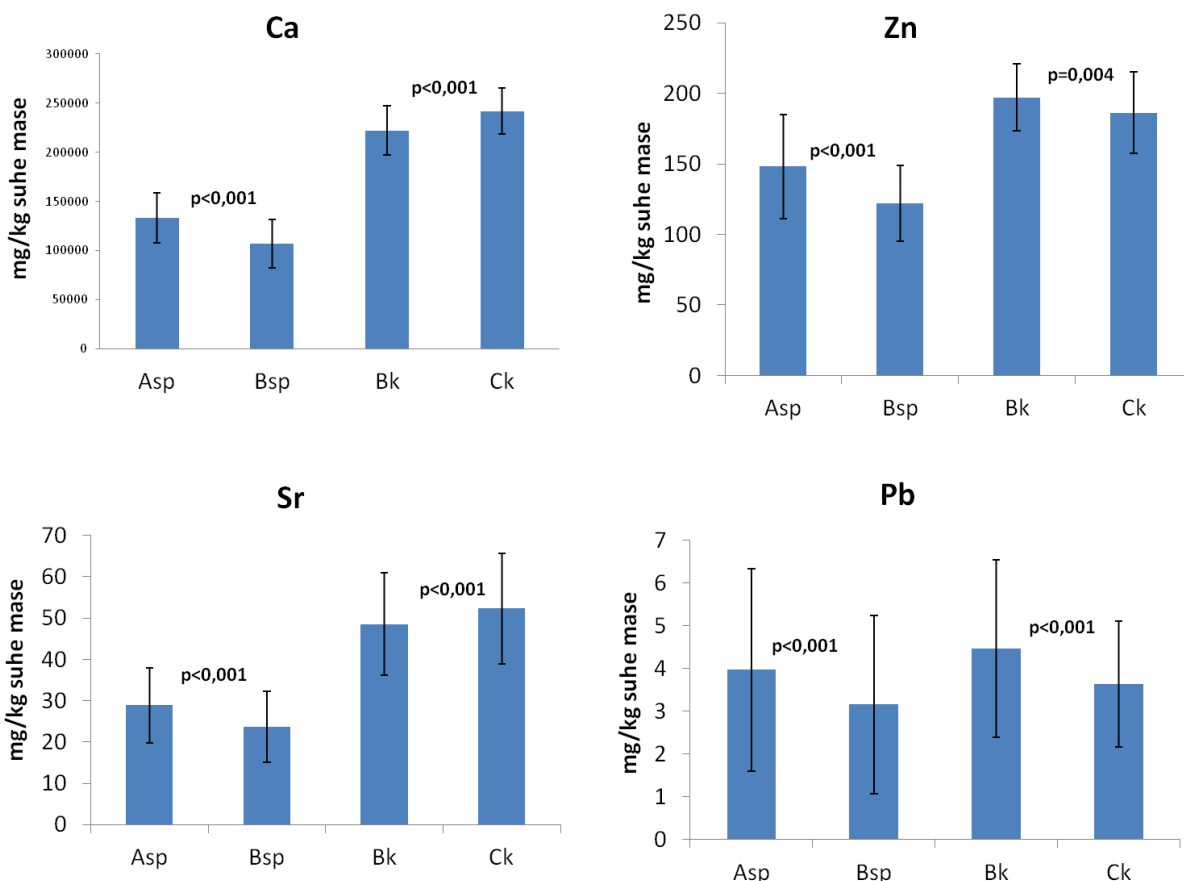 Ca
300000
250000
200000
150000
100000
50000
0
mg/kg suhe mase
p<0,001
p<0,001
Asp Bsp Bk Ck
Zn
250
200
150
100
50
0
mg/kg suhe mase
p<0,001
p=0,004
Asp Bsp Bk Ck
Sr
70
60
50
40
30
20
10
0
mg/kg suhe mase
p<0,001
p<0,001
Asp Bsp Bk Ck
Pb
7
6
5
4
3
2
1
0
mg/kg suhe mase
p<0,001
p<0,001
Asp Bsp Bk Ck